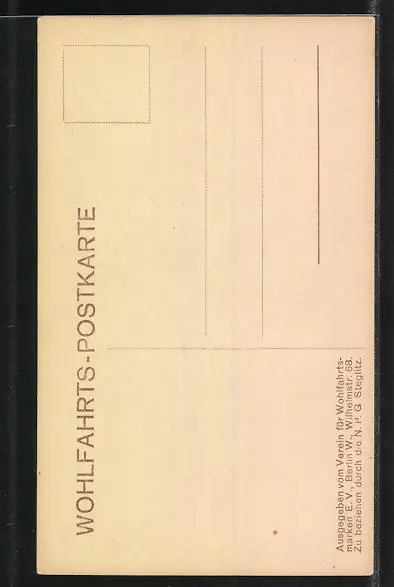 WOHLFAHRTS-POSTKARTE
Ausgegeben vom Verein für Wohlfahrts-
marken E. V., Berlin W., Wilhelmstr. 68.
Zu beziehen durch die N. P. G Steglitz.